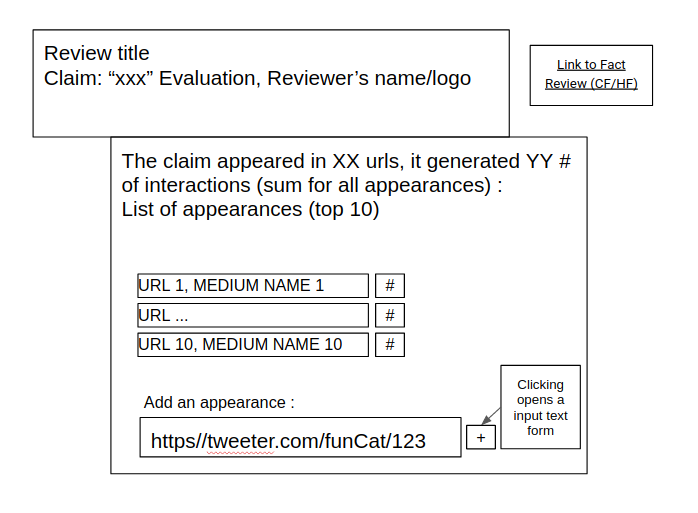 Review title
Claim: “xxx” Evaluation, Reviewer’s name/logo
Link to Fact
Review (CF/HF)
The claim appeared in XX urls, it generated YY #
of interactions (sum for all appearances) :
List of appearances (top 10)
URL 1, MEDIUM NAME 1
#
URL ...
#
URL 10, MEDIUM NAME 10
#
Add an appearance :
https//tweeter.com/funCat/123
+
Clicking
opens a
input text
form